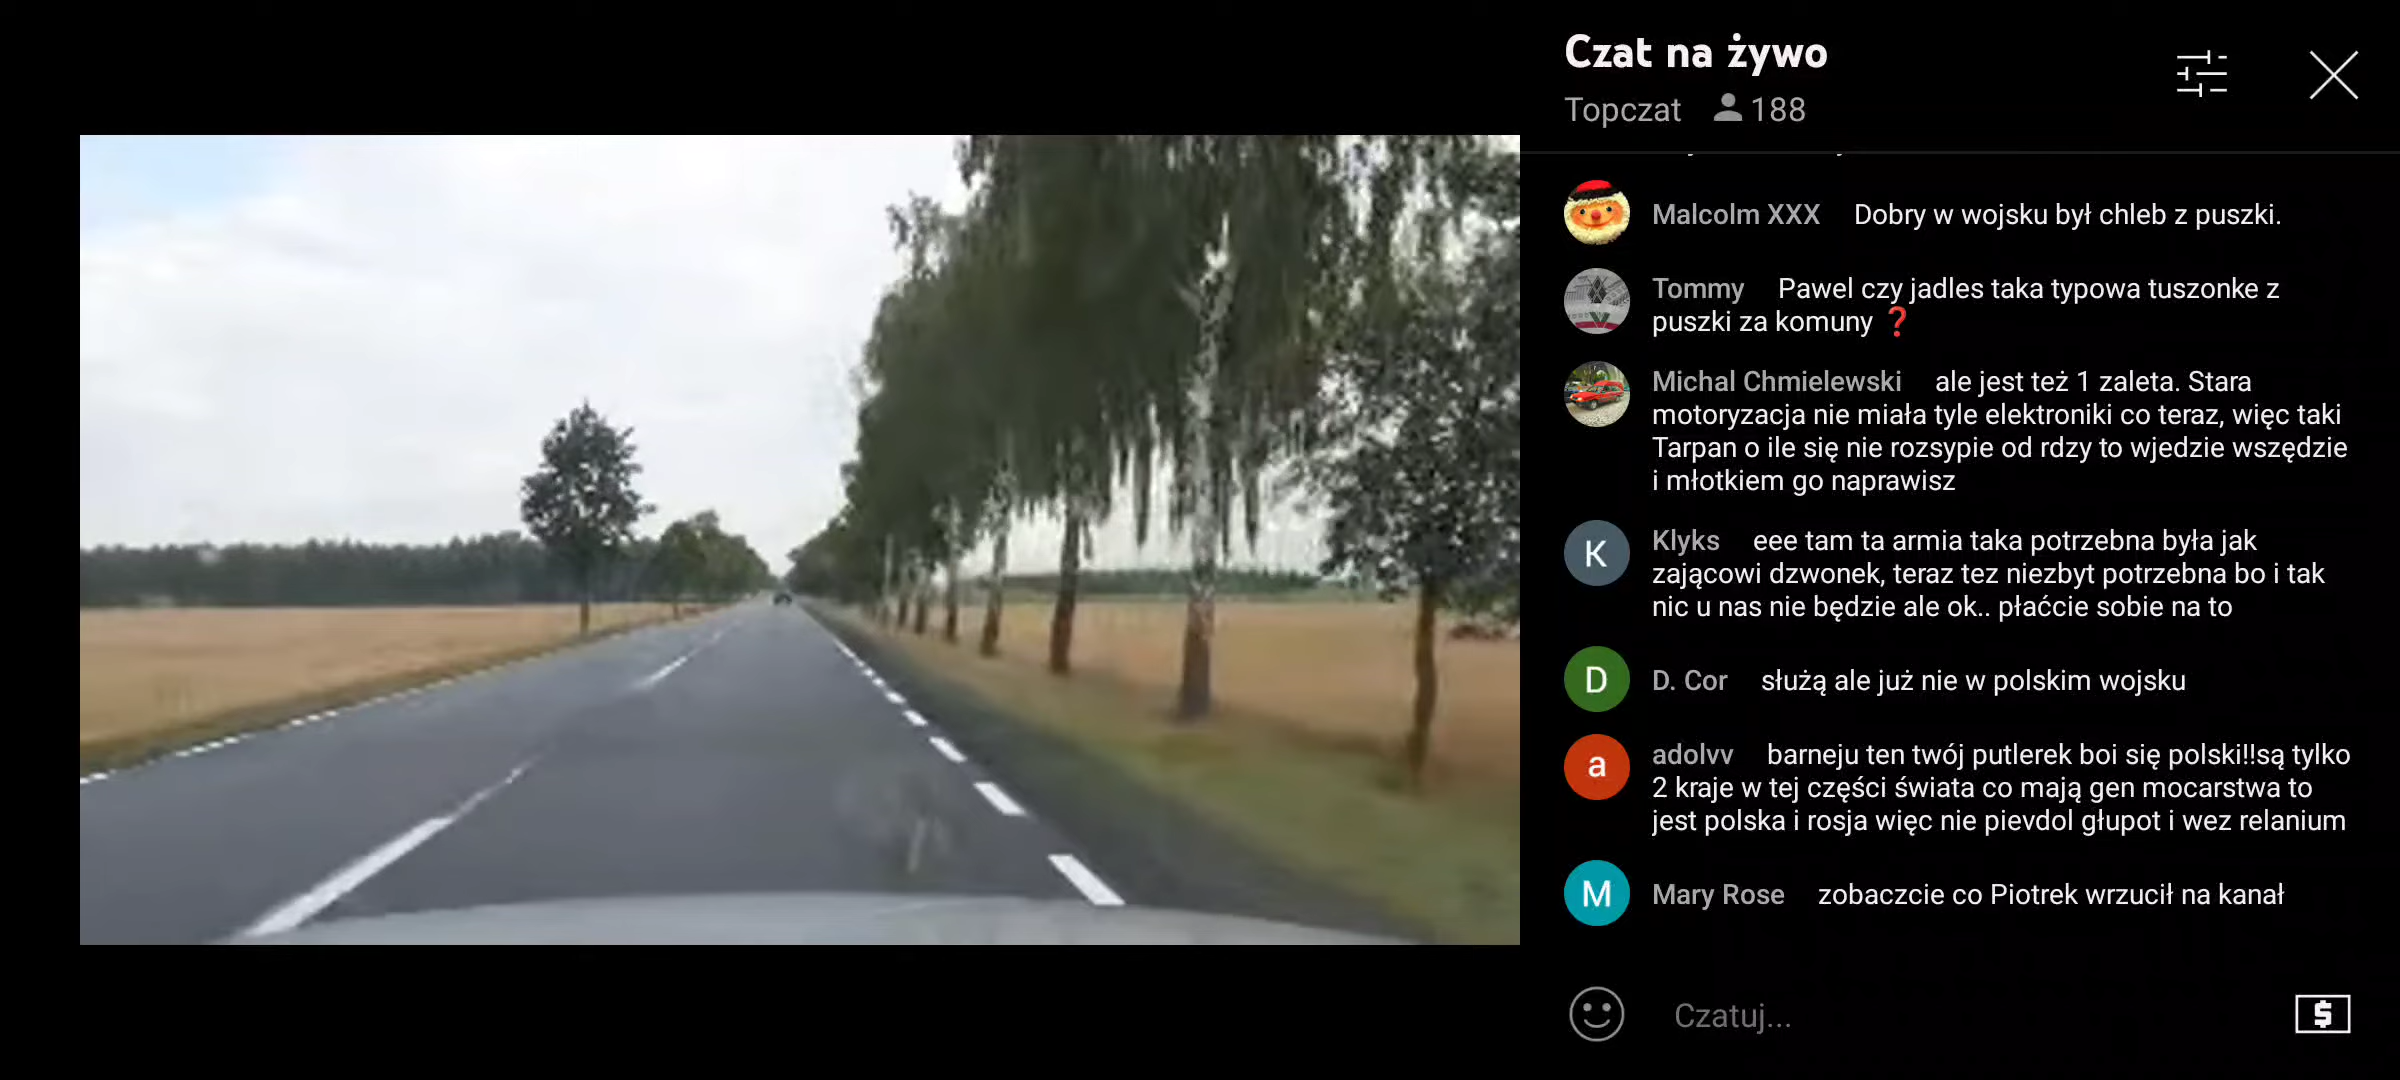 Czat na żywo
Topczat 188
Malcolm XXX Dobry w wojsku był chleb z puszki.
Tommy Pawel czy jadles taka typowa tuszonke z
puszki za komuny ❓
Michal Chmielewski ale jest też 1 zaleta. Stara
motoryzacja nie miała tyle elektroniki co teraz, więc taki
Tarpan o ile się nie rozsypie od rdzy to wjedzie wszędzie
i młotkiem go naprawisz
K
Klyks eee tam ta armia taka potrzebna była jak
zającowi dzwonek, teraz tez niezbyt potrzebna bo i tak
nic u nas nie będzie ale ok.. płaćcie sobie na to
D
D. Cor służą ale już nie w polskim wojsku
a
adolvv barneju ten twój putlerek boi się polski!!są tylko
2 kraje w tej części świata co mają gen mocarstwa to
jest polska i rosja więc nie pievdol głupot i wez relanium
M
Mary Rose zobaczcie co Piotrek wrzucił na kanał
Czatuj...
$